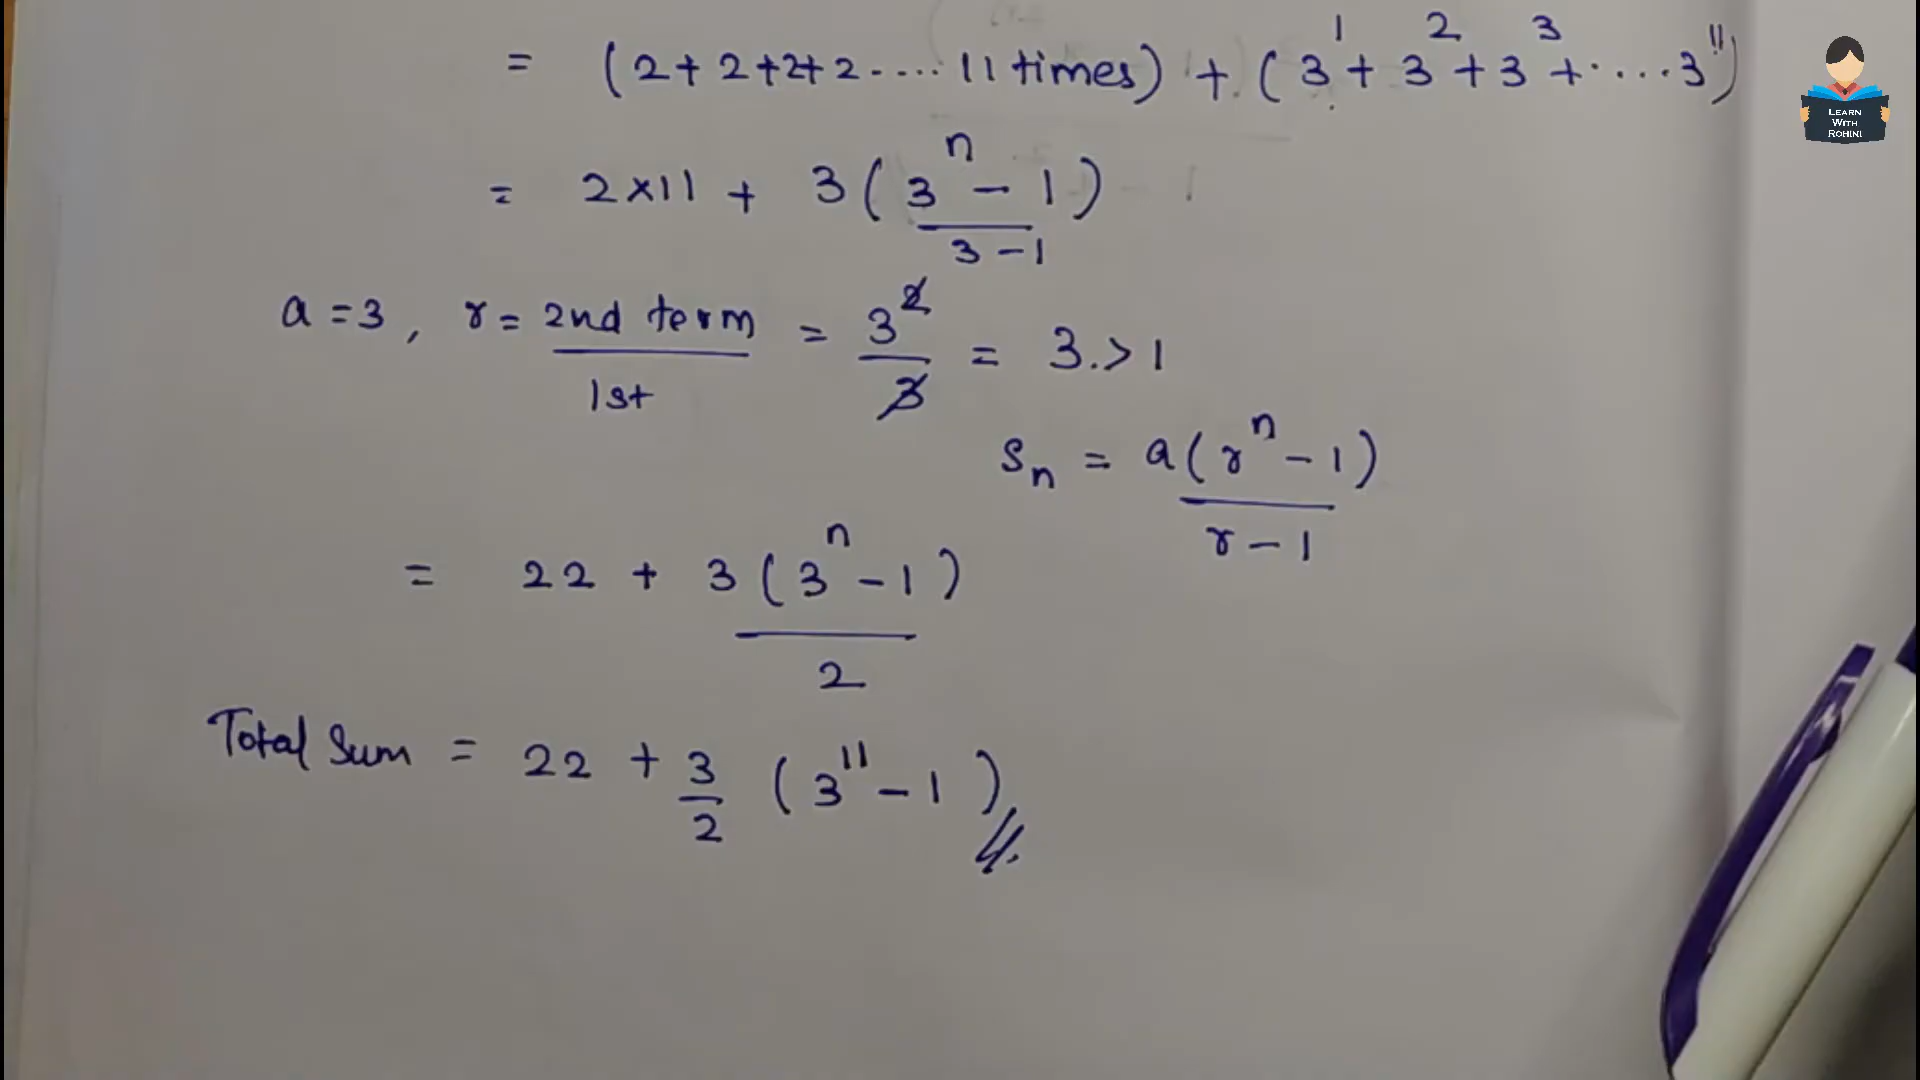 = (2+2+2+2.... 11 times) + (3¹+3²+3³+....3¹¹)
= 2×11 + 3(3ⁿ-1)/3-1
a=3, r= 2nd term/1st = 3²/3 = 3.>1
Sn = a(rⁿ-1)/r-1
= 22 + 3(3ⁿ-1)/2
Total Sum = 22 + 3/2 (3¹¹-1)
LEARN
WITH
ROHINI